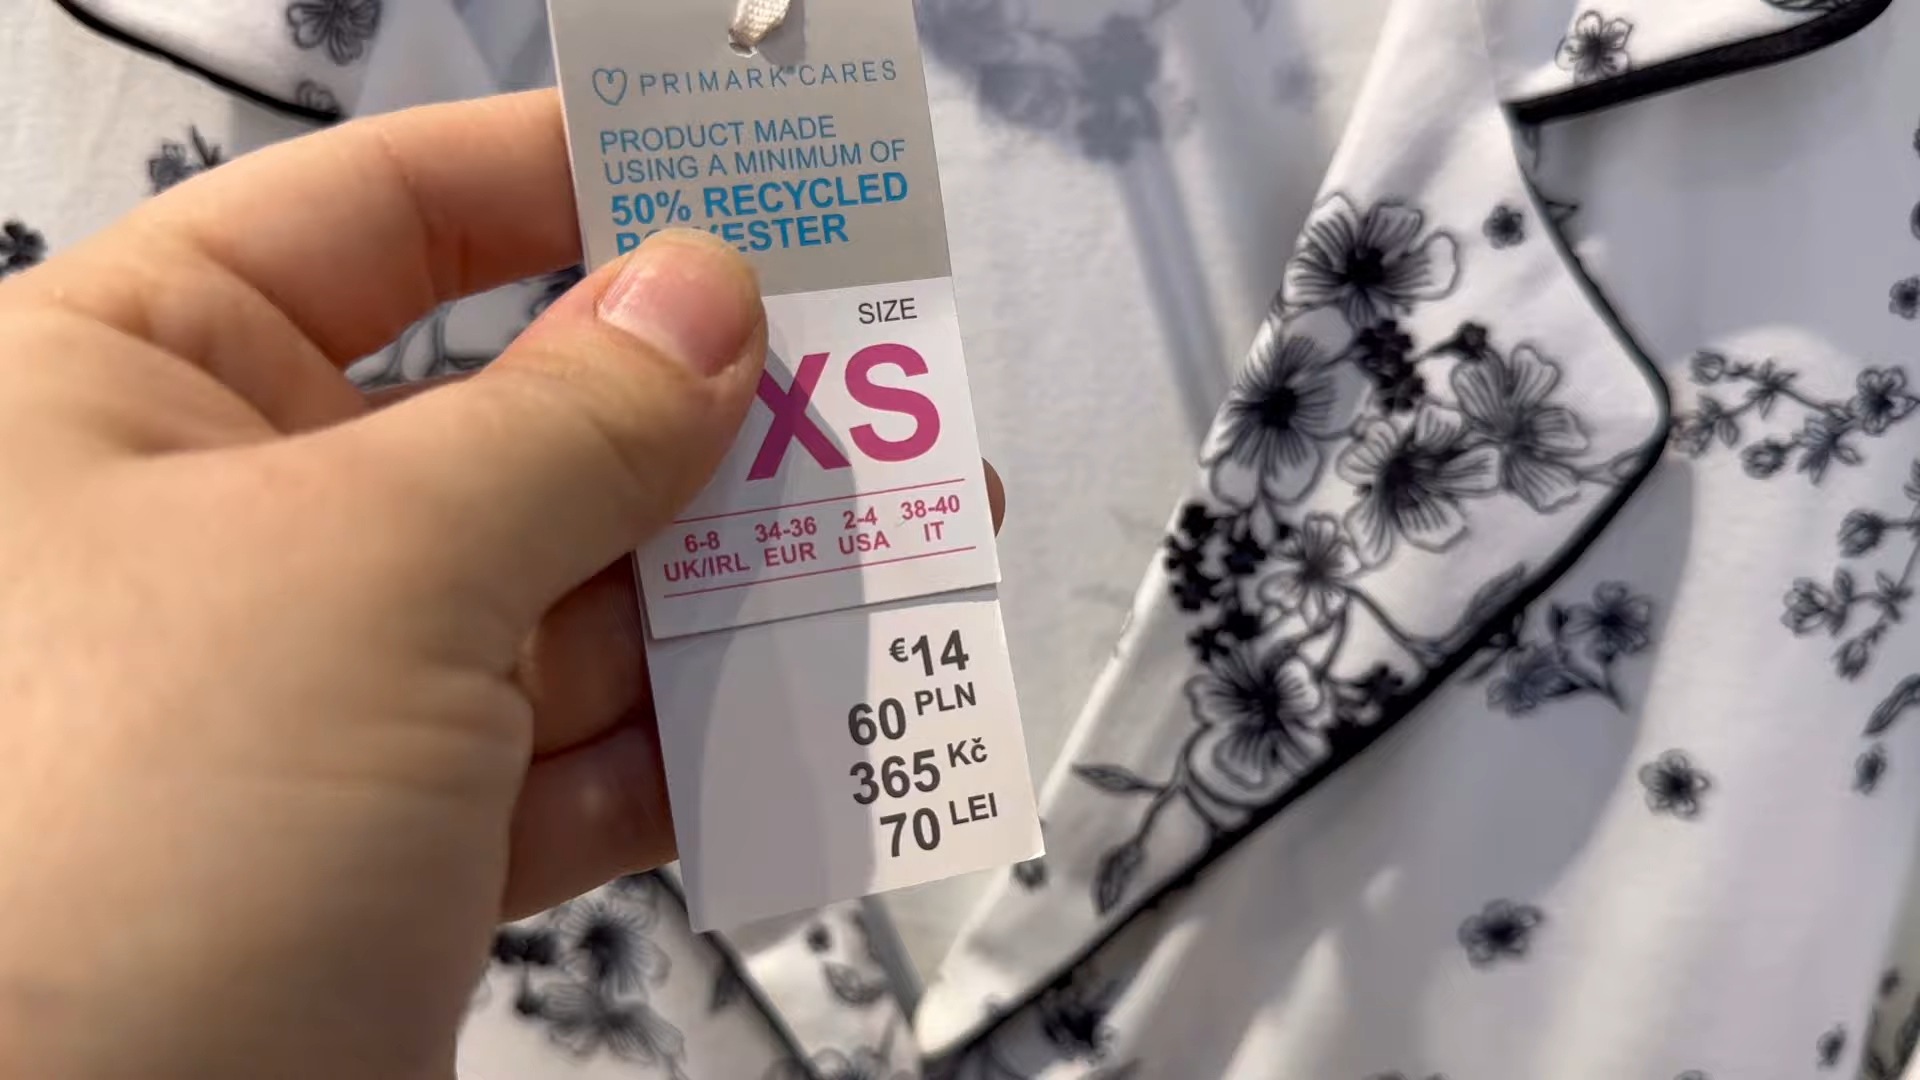 PRIMARK®CARES
PRODUCT MADE
USING A MINIMUM OF
50% RECYCLED
POLYESTER
SIZE
XS
6-8 34-36 2-4 38-40
UK/IRL EUR USA IT
€14
60 PLN
365 Kč
70 LEI